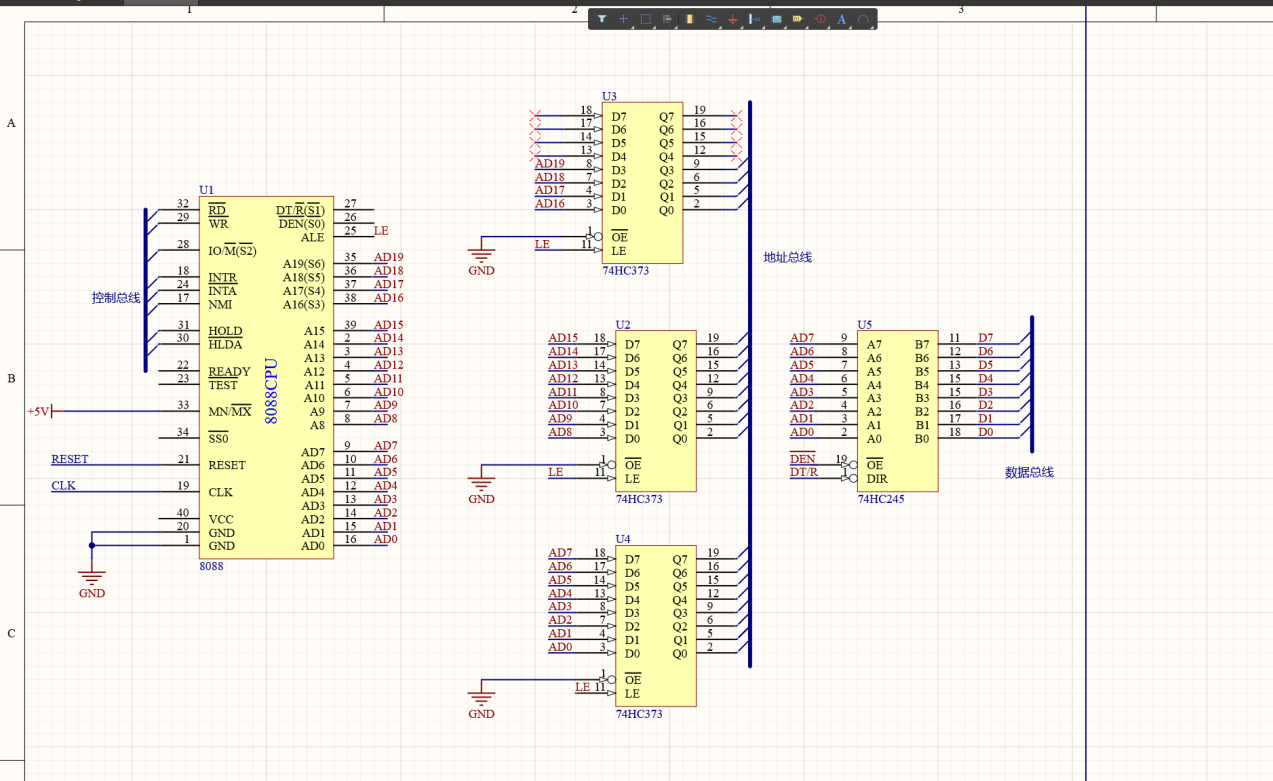 1
2
3
A
B
C
U1
32 RD DT/R(S1) 27
29 WR DEN(S0) 26
ALE 25 LE
28 IO/M(S2)
A19(S6) 35 AD19
18 INTR A18(S5) 36 AD18
24 INTA A17(S4) 37 AD17
17 NMI A16(S3) 38 AD16
控制总线
31 HOLD A15 39 AD15
30 HLDA A14 2 AD14
A13 3 AD13
22 READY A12 4 AD12
23 TEST A11 5 AD11
A10 6 AD10
+5V 33 MN/MX A9 7 AD9
A8 8 AD8
34 SS0
AD7 9 AD7
RESET 21 RESET AD6 10 AD6
AD5 11 AD5
CLK 19 CLK AD4 12 AD4
AD3 13 AD3
40 VCC AD2 14 AD2
20 GND AD1 15 AD1
1 GND AD0 16 AD0
8088CPU
8088
GND
U3
18 D7 Q7 19
17 D6 Q6 16
14 D5 Q5 15
13 D4 Q4 12
AD19 8 D3 Q3 9
AD18 7 D2 Q2 6
AD17 4 D1 Q1 5
AD16 3 D0 Q0 2
1 OE
LE 11 LE
GND
74HC373
地址总线
U2
AD15 18 D7 Q7 19
AD14 17 D6 Q6 16
AD13 14 D5 Q5 15
AD12 13 D4 Q4 12
AD11 8 D3 Q3 9
AD10 7 D2 Q2 6
AD9 4 D1 Q1 5
AD8 3 D0 Q0 2
1 OE
LE 11 LE
GND
74HC373
U5
AD7 9 A7 B7 11 D7
AD6 8 A6 B6 12 D6
AD5 7 A5 B5 13 D5
AD4 6 A4 B4 15 D4
AD3 5 A3 B3 15 D3
AD2 4 A2 B2 16 D2
AD1 3 A1 B1 17 D1
AD0 2 A0 B0 18 D0
DEN 19 OE
DT/R 1 DIR
74HC245
数据总线
U4
AD7 18 D7 Q7 19
AD6 17 D6 Q6 16
AD5 14 D5 Q5 15
AD4 13 D4 Q4 12
AD3 8 D3 Q3 9
AD2 7 D2 Q2 6
AD1 4 D1 Q1 5
AD0 3 D0 Q0 2
1 OE
LE 11 LE
GND
74HC373